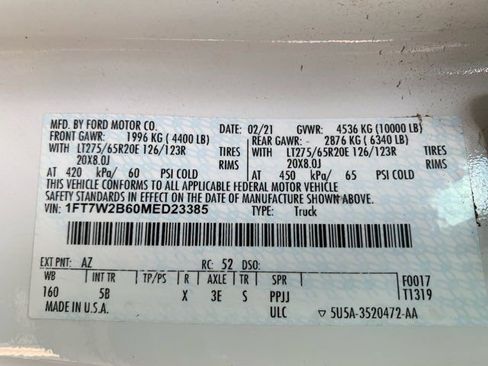 MFD. BY FORD MOTOR CO. DATE: 02/21 GVWR: 4536 KG (10000 LB)
FRONT GAWR: 1996 KG ( 4400 LB) REAR GAWR: - 2876 KG ( 6340 LB)
WITH LT275/65R20E 126/123R TIRES WITH LT275/65R20E 126/123R TIRES
20X8.0J RIMS 20X8.0J RIMS
AT 420 kPa/ 60 PSI COLD AT 450 kPa/ 65 PSI COLD
THIS VEHICLE CONFORMS TO ALL APPLICABLE FEDERAL MOTOR VEHICLE
SAFETY STANDARDS IN EFFECT ON THE DATE OF MANUFACTURE SHOWN ABOVE.
VIN: 1FT7W2B60MED23385 TYPE: Truck
EXT PNT: AZ RC: 52 DSO:
WB INT TR TP/PS R AXLE TR SPR F0017
160 5B X 3E S PPJJ T1319
MADE IN U.S.A. ULC ▽ 5U5A-3520472-AA